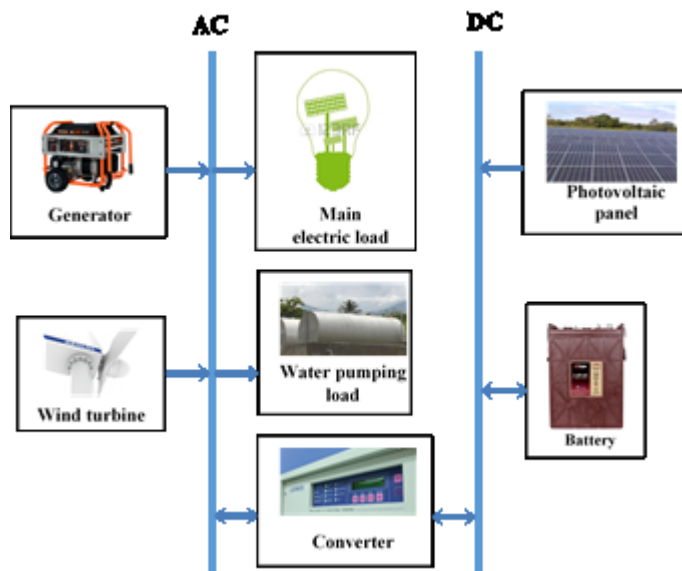 AC
DC
Generator
Main
electric load
Photovoltaic
panel
Wind turbine
Water pumping
load
Battery
Converter